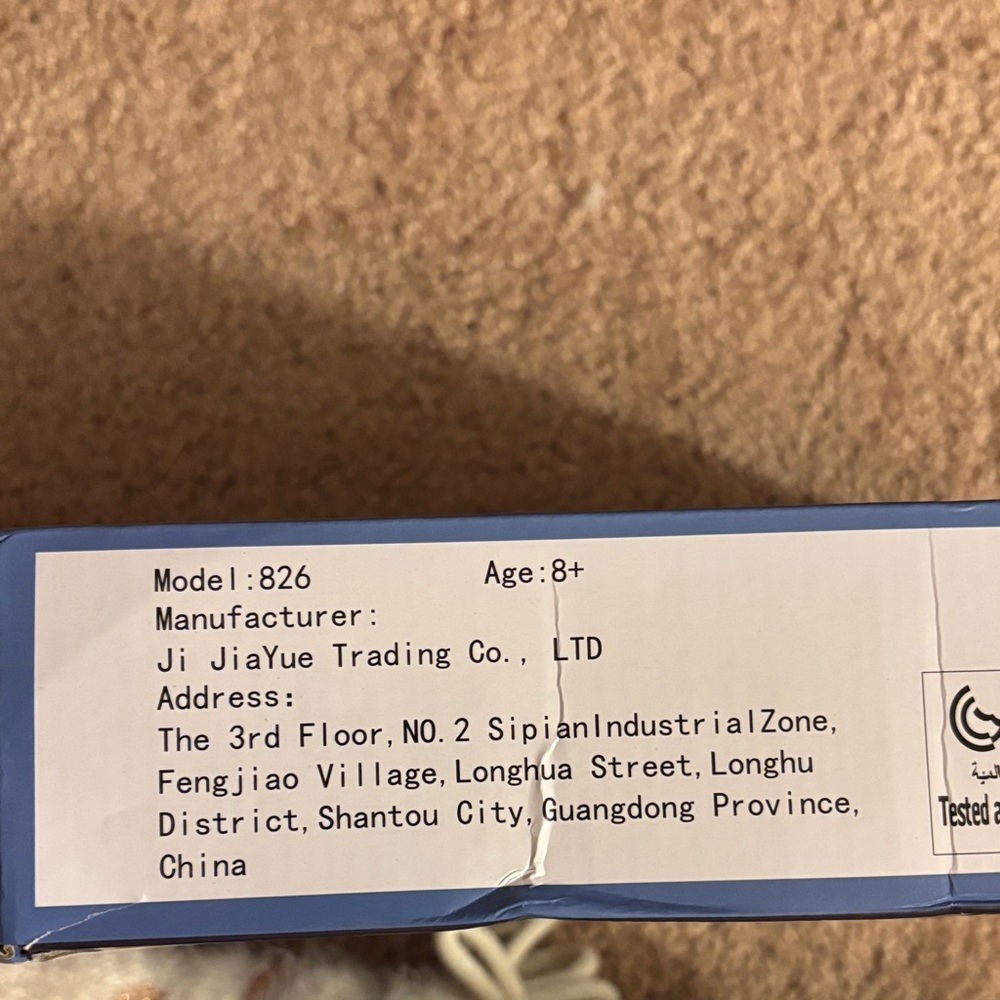 Model:826 Age:8+
Manufacturer:
Ji JiaYue Trading Co., LTD
Address:
The 3rd Floor,NO.2 SipianIndustrialZone,
Fengjiao Village,Longhua Street,Longhu
District,Shantou City,Guangdong Province,
China
Tested